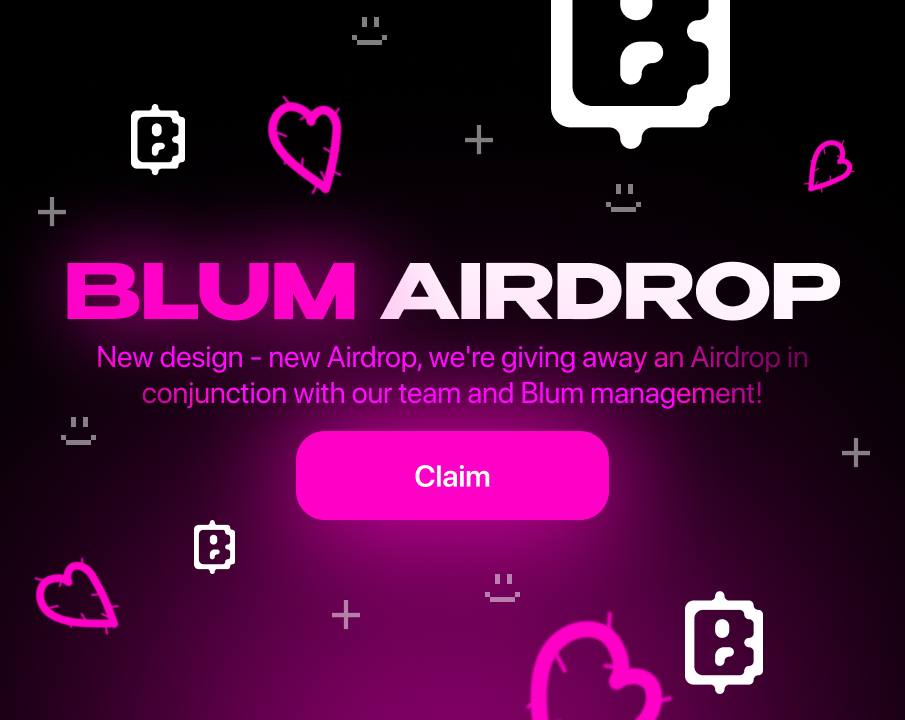 BLUM AIRDROP
New design - new Airdrop, we're giving away an Airdrop in
conjunction with our team and Blum management!
Claim